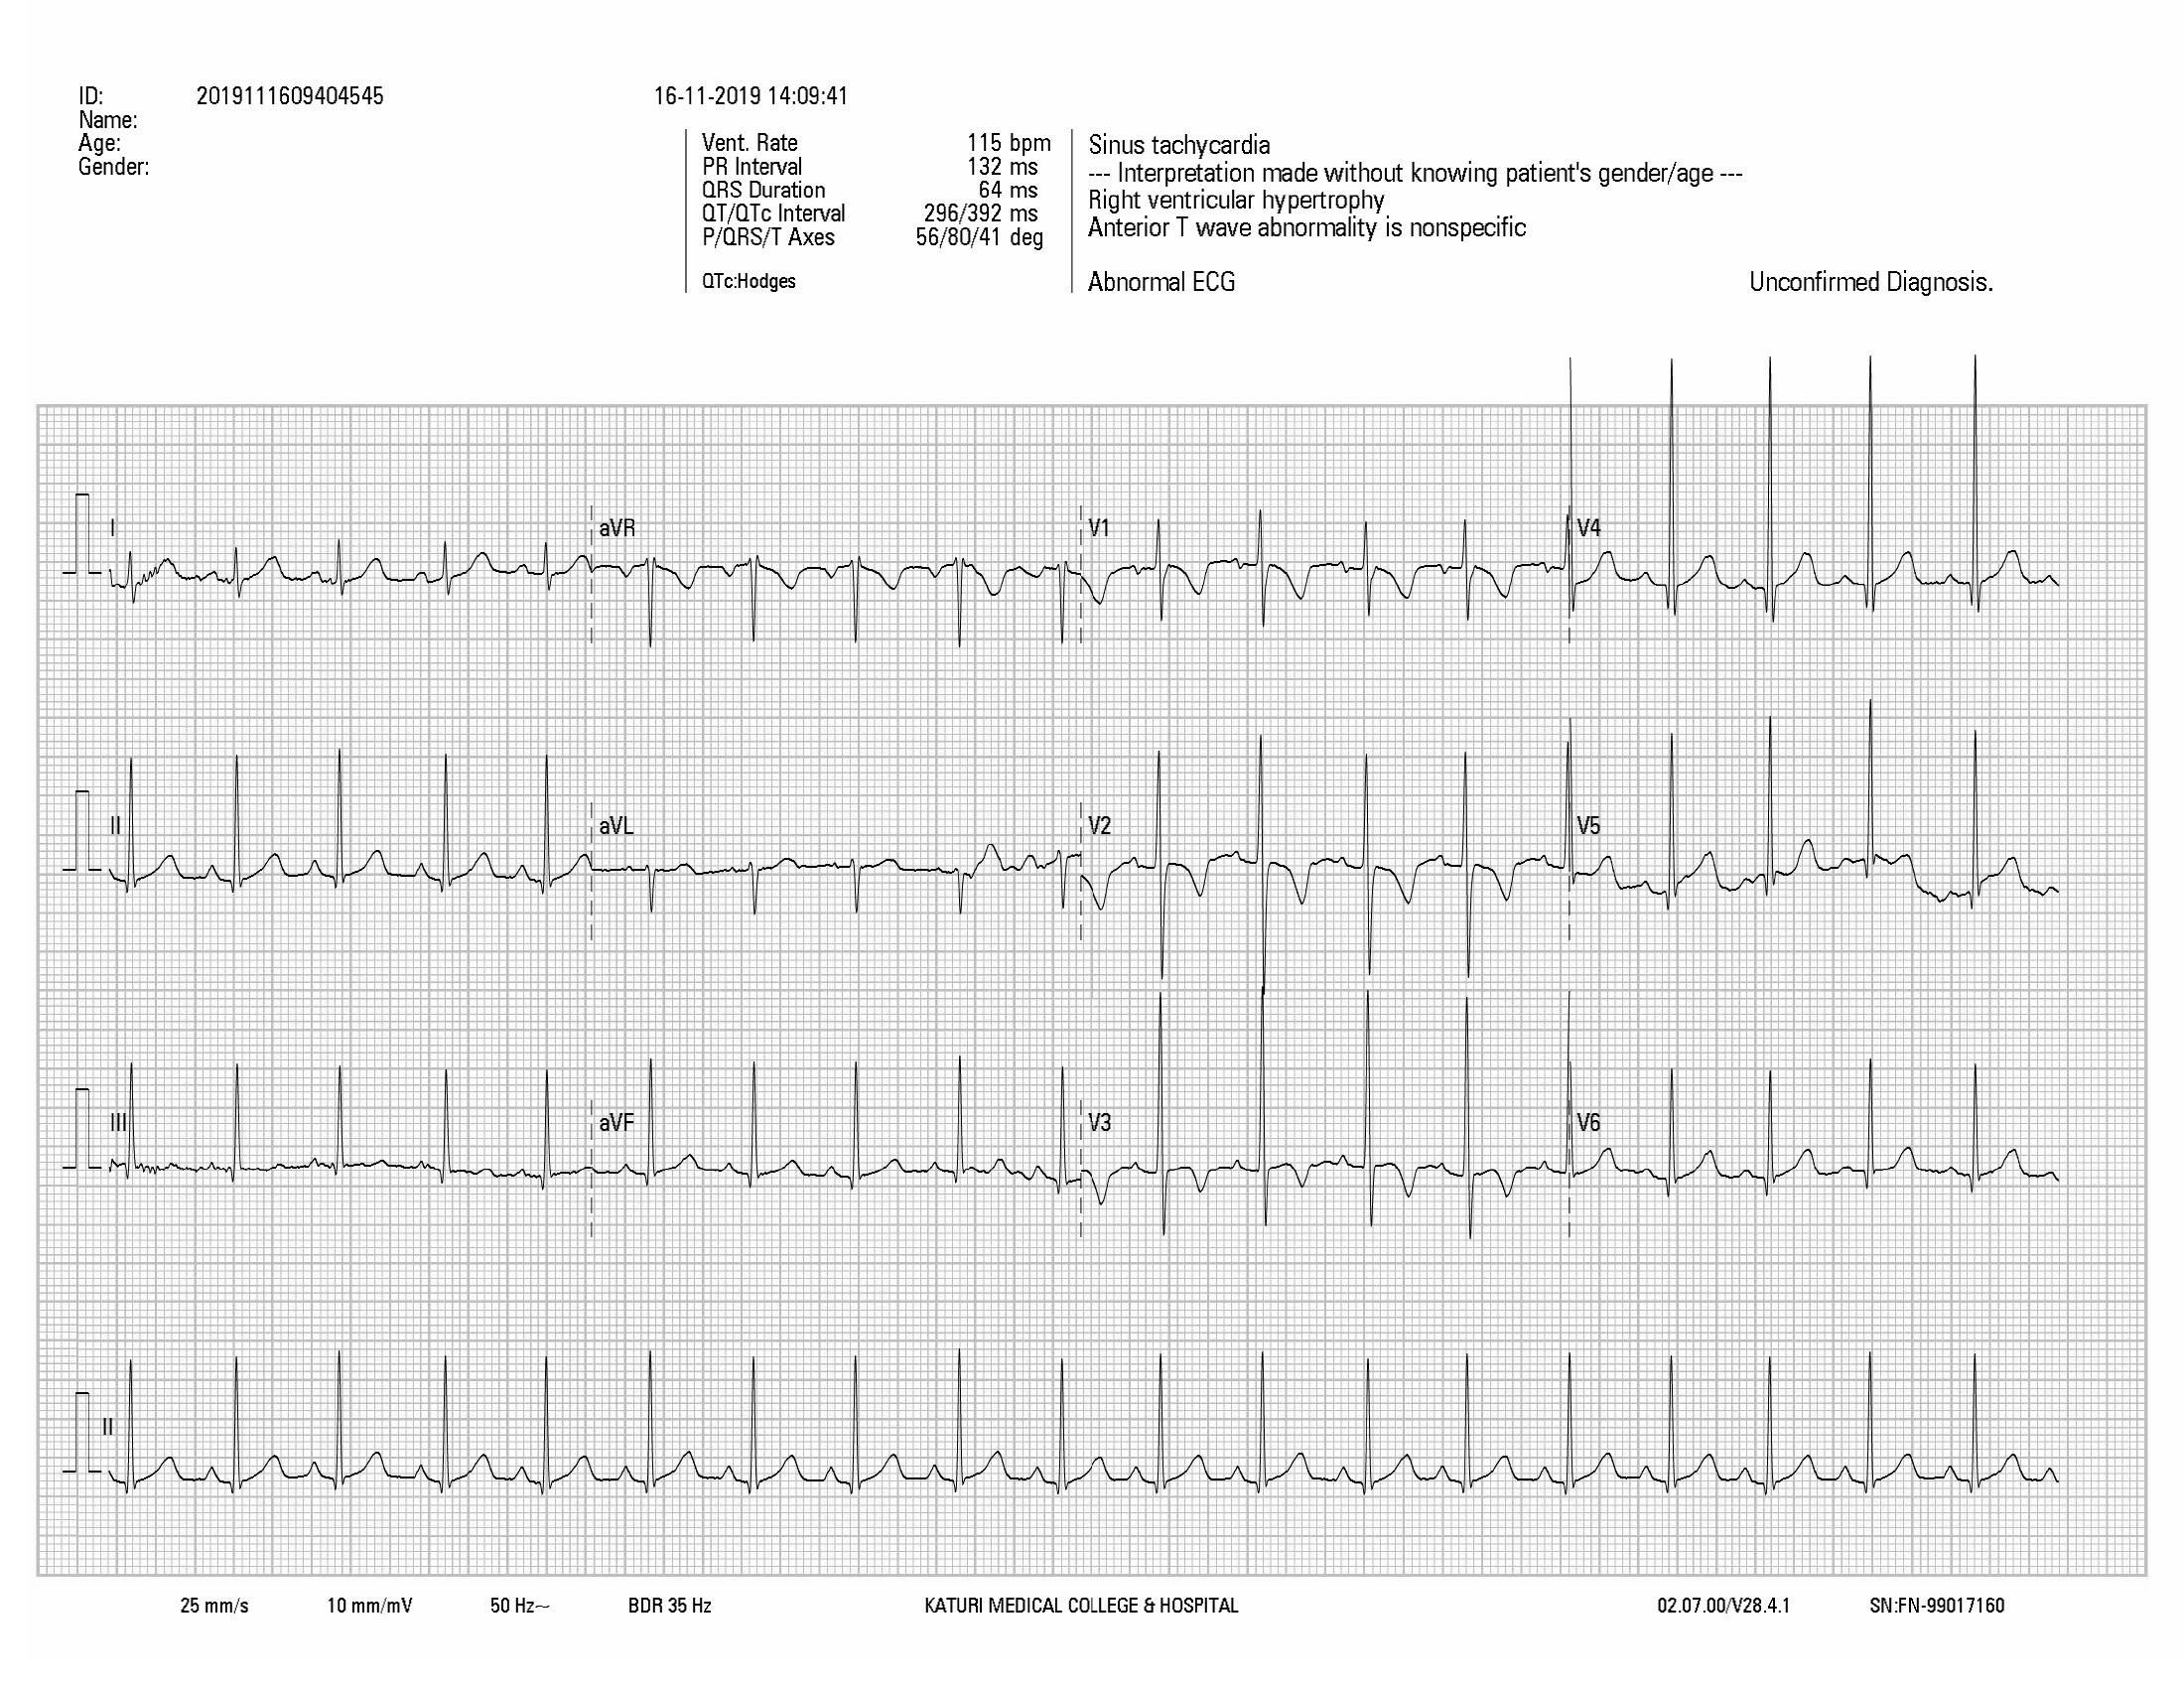 ID: 2019111609404545 16-11-2019 14:09:41
Name:
Age:
Gender:
Vent. Rate 115 bpm
PR Interval 132 ms
QRS Duration 64 ms
QT/QTc Interval 296/392 ms
P/QRS/T Axes 56/80/41 deg
QTc:Hodges
Sinus tachycardia
--- Interpretation made without knowing patient's gender/age ---
Right ventricular hypertrophy
Anterior T wave abnormality is nonspecific
Abnormal ECG Unconfirmed Diagnosis.
I aVR V1 V4
II aVL V2 V5
III aVF V3 V6
II
25 mm/s 10 mm/mV 50 Hz~ BDR 35 Hz KATURI MEDICAL COLLEGE & HOSPITAL 02.07.00/V28.4.1 SN:FN-99017160